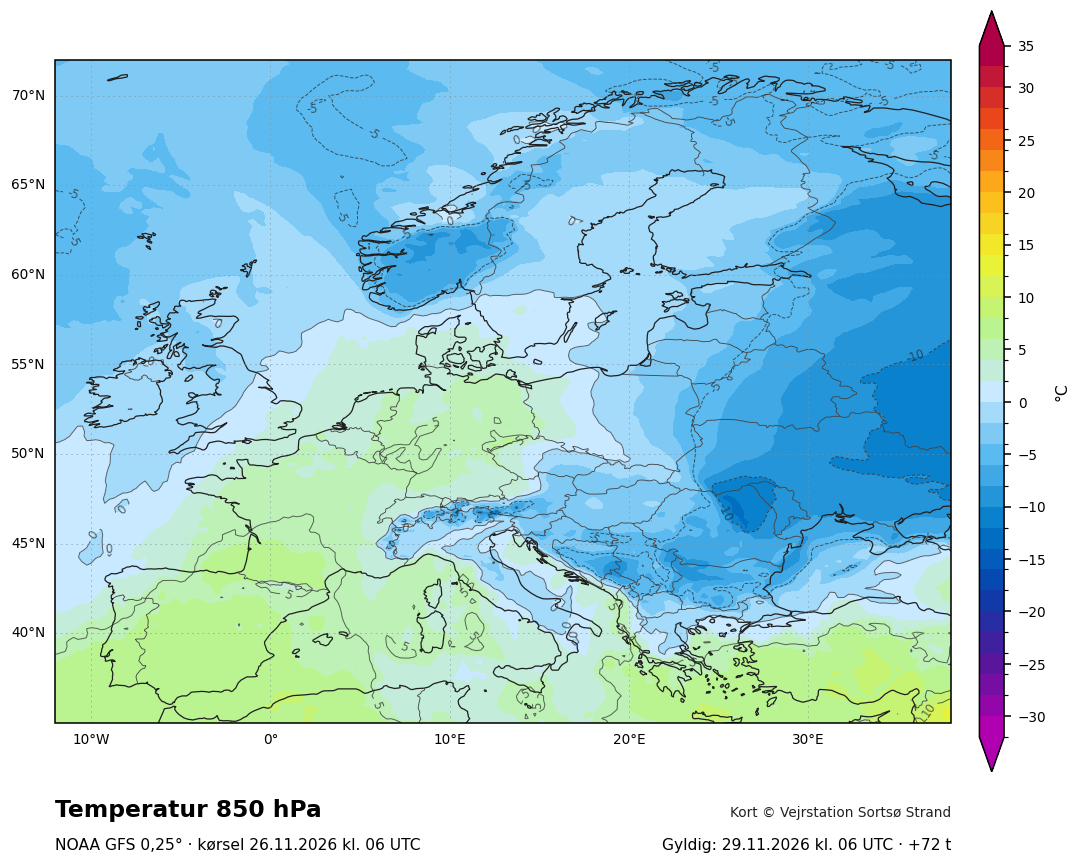 70°N
65°N
60°N
55°N
50°N
45°N
40°N
10°W
0°
10°E
20°E
30°E
35
30
25
20
15
10
5
0
−5
−10
−15
−20
−25
−30
°C
Temperatur 850 hPa
Kort © Vejrstation Sortsø Strand
NOAA GFS 0,25° · kørsel 26.11.2026 kl. 06 UTC
Gyldig: 29.11.2026 kl. 06 UTC · +72 t